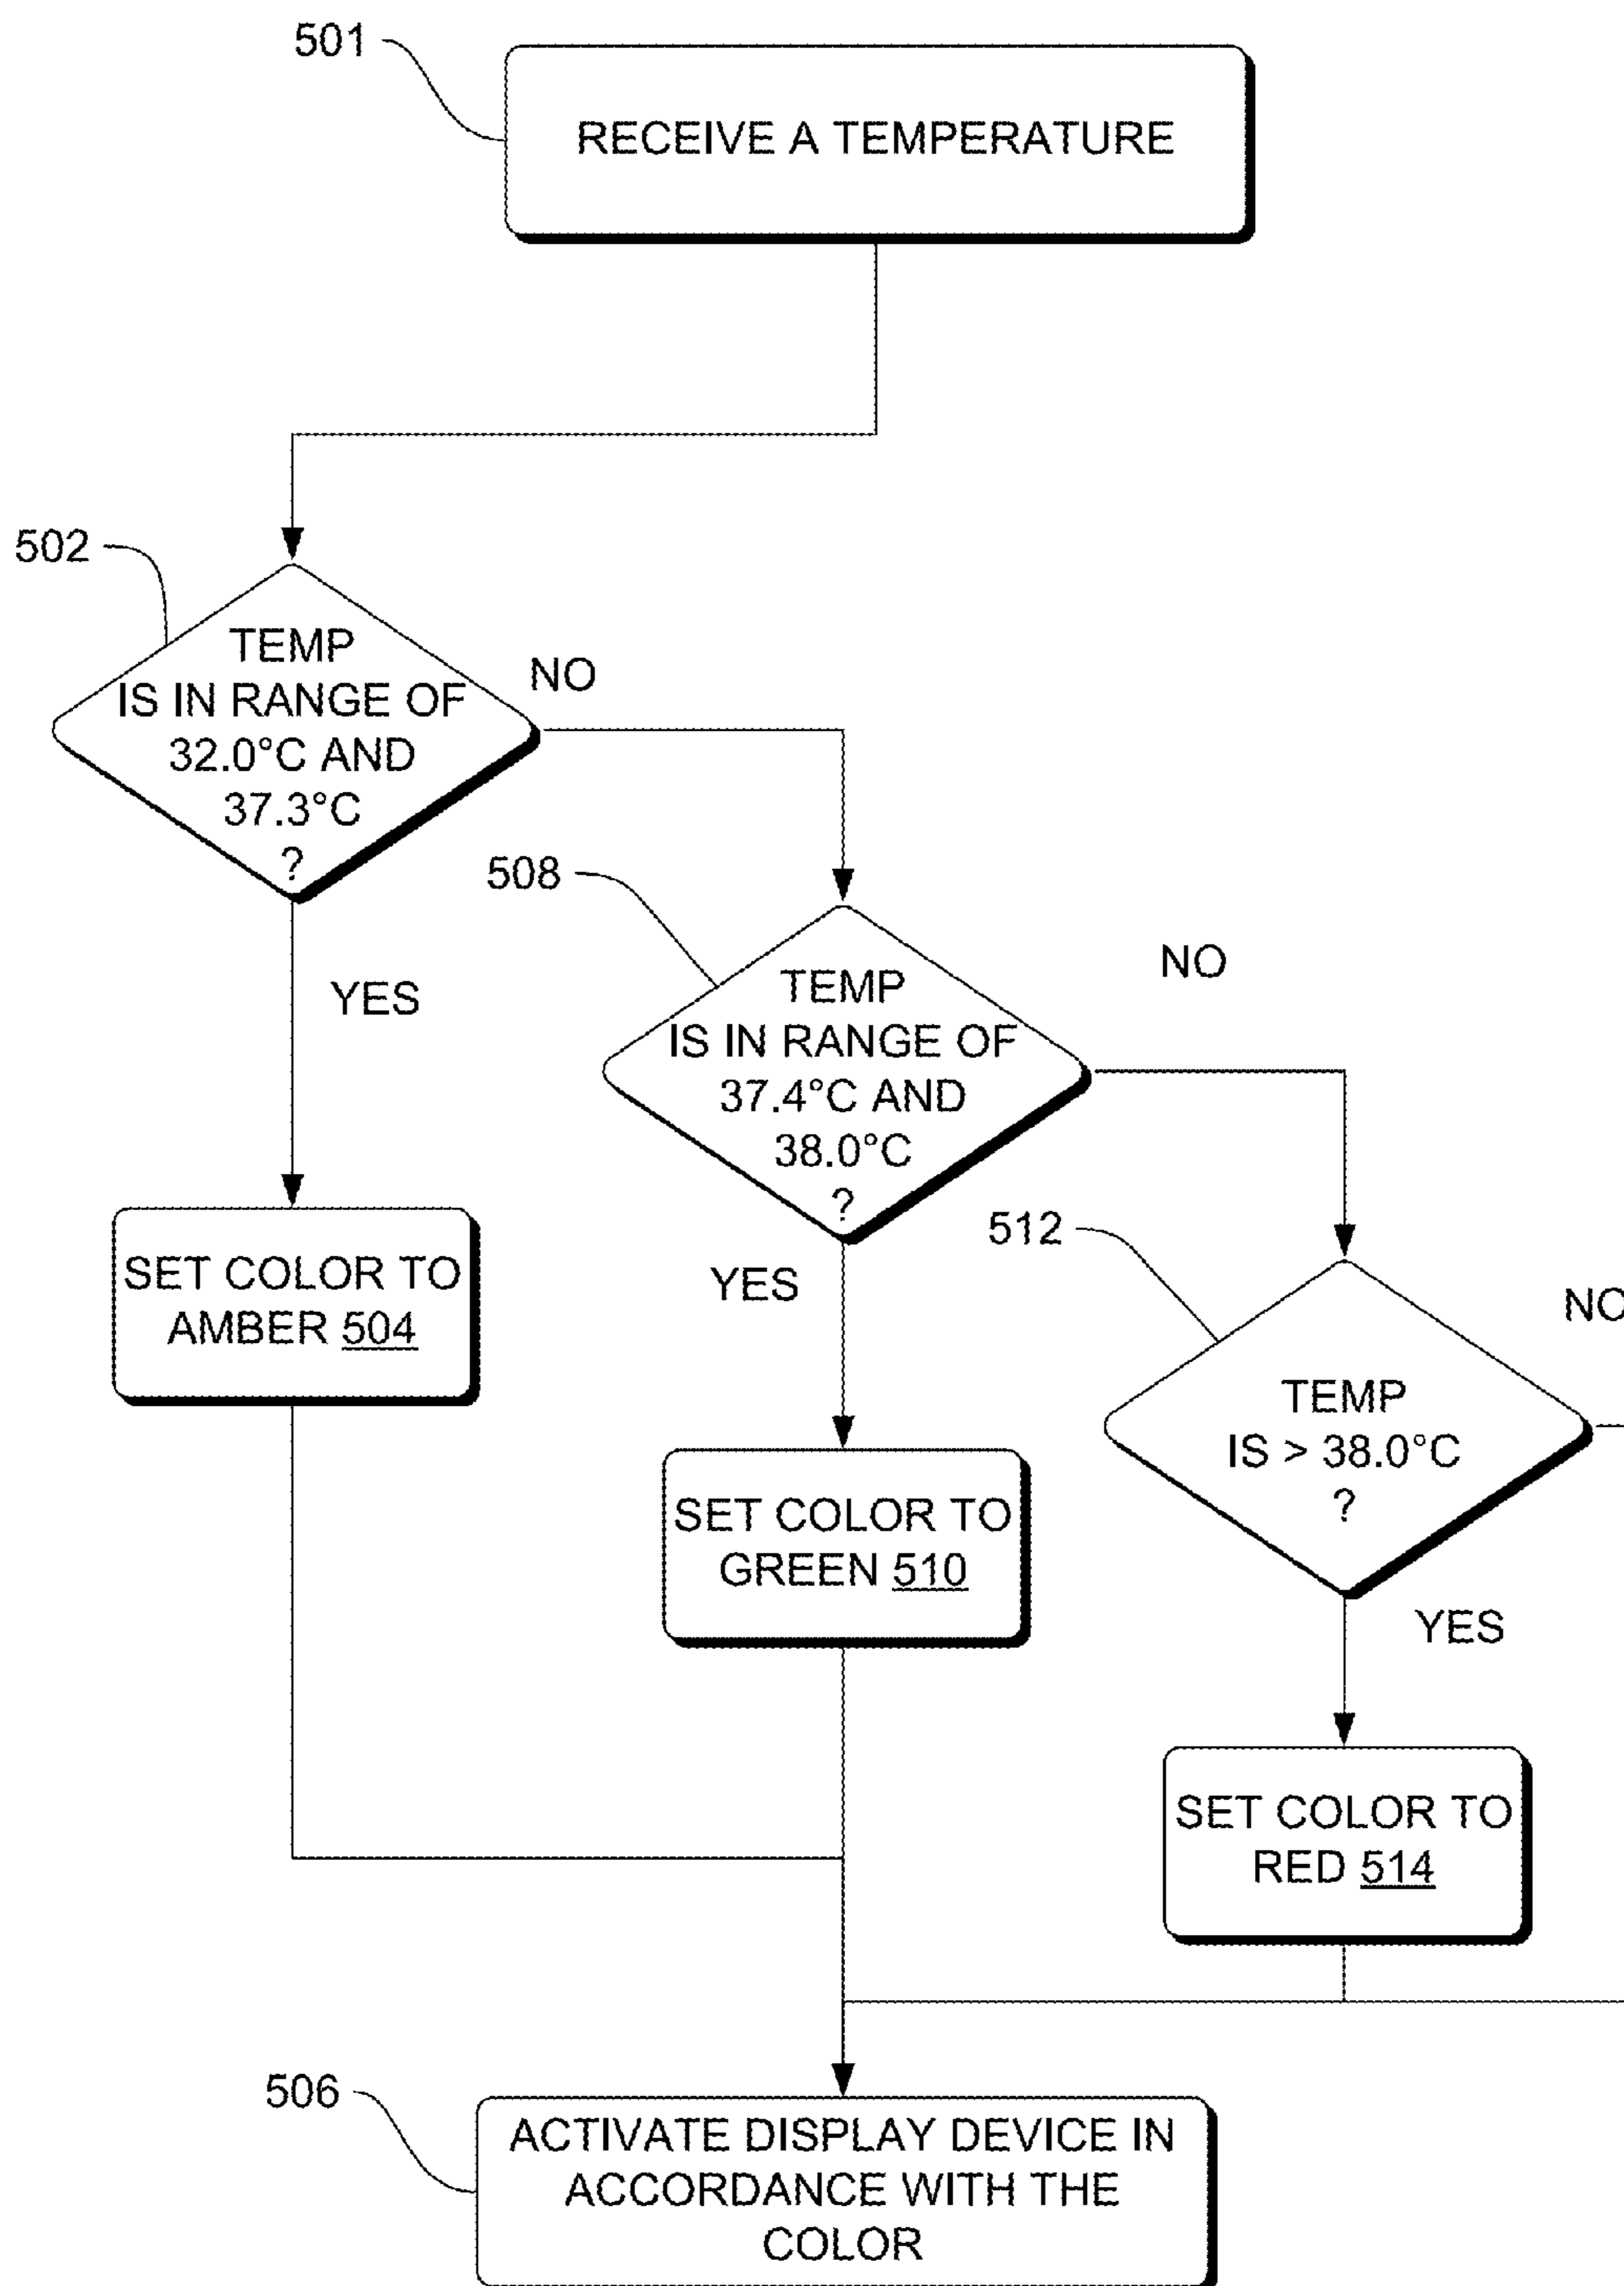 501
RECEIVE A TEMPERATURE
502
TEMP
IS IN RANGE OF
32.0°C AND
37.3°C
?
NO
YES
508
TEMP
IS IN RANGE OF
37.4°C AND
38.0°C
?
NO
YES
SET COLOR TO
AMBER 504
512
TEMP
IS > 38.0°C
?
NO
YES
SET COLOR TO
GREEN 510
SET COLOR TO
RED 514
506
ACTIVATE DISPLAY DEVICE IN
ACCORDANCE WITH THE
COLOR